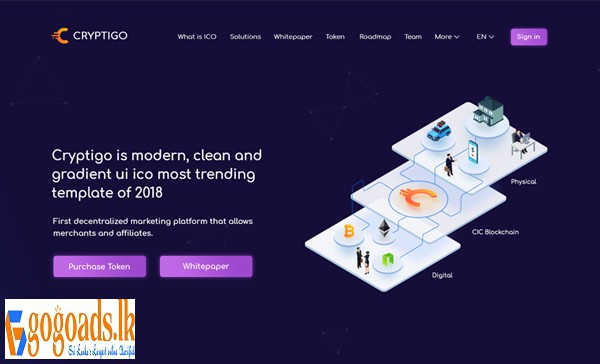 CRYPTIGO
What is ICO Solutions Whitepaper Token Roadmap Team More EN Sign in
Cryptigo is modern, clean and
gradient ui ico most trending
template of 2018
First decentralized marketing platform that allows
merchants and affiliates.
Purchase Token Whitepaper
Physical
CIC Blockchain
Digital
gogoads.lk
Sri Lanka's Largest online Classifieds